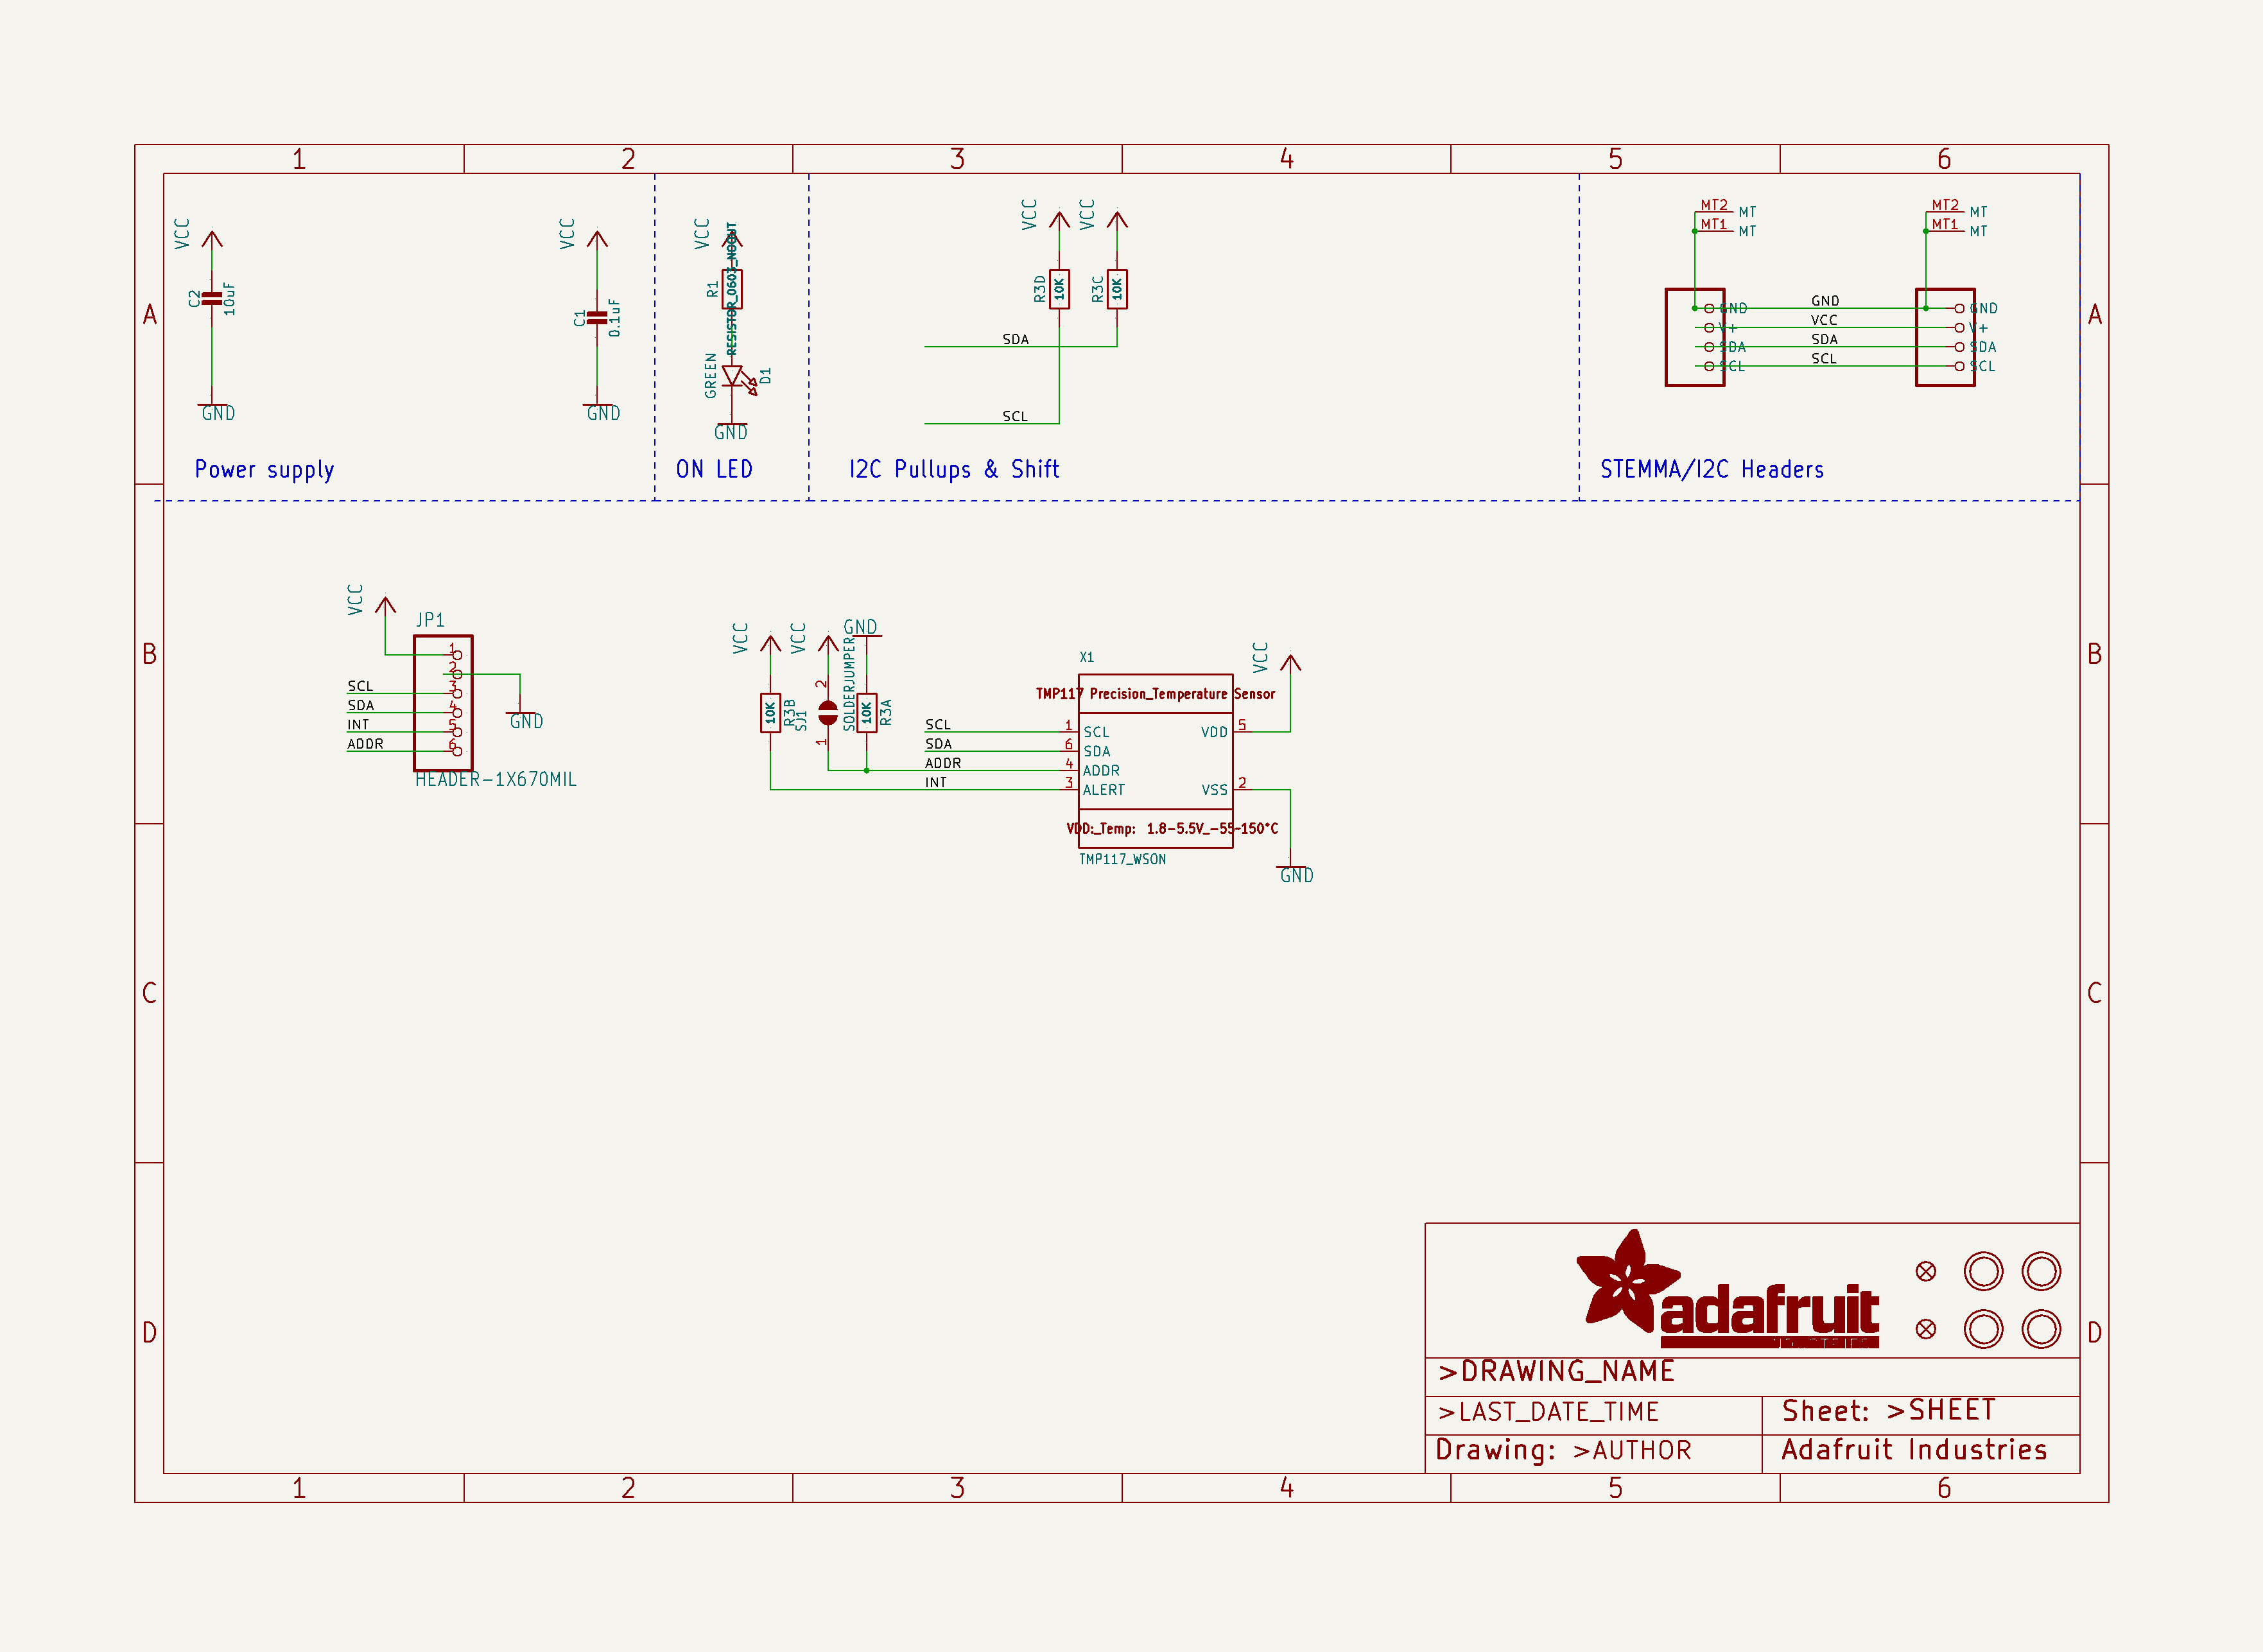 1 2 3 4 5 6
A A
VCC
C2
10uF
GND
VCC
C1
0.1uF
GND
Power supply
VCC
R1
RESISTOR_0603_NOOUT
GREEN
D1
GND
ON LED
VCC VCC
R3D 10K
R3C 10K
SDA
SCL
I2C Pullups & Shift
MT2 MT
MT1 MT
GND
V+
SDA
SCL
GND
VCC
SDA
SCL
MT2 MT
MT1 MT
GND
V+
SDA
SCL
STEMMA/I2C Headers
B B
VCC
JP1
1
2
SCL 3
SDA 4
INT 5
ADDR 6
GND
HEADER-1X670MIL
VCC VCC GND
10K R3B
SJ1
2
1
SOLDERJUMPER
10K R3A
SCL
SDA
ADDR
INT
X1
TMP117 Precision_Temperature Sensor
1 SCL VDD 5
6 SDA
4 ADDR
3 ALERT VSS 2
VDD:_Temp: 1.8-5.5V_-55-150°C
TMP117_WSON
VCC
GND
C C
D D
adafruit
>DRAWING_NAME
>LAST_DATE_TIME Sheet: >SHEET
Drawing: >AUTHOR Adafruit Industries
1 2 3 4 5 6